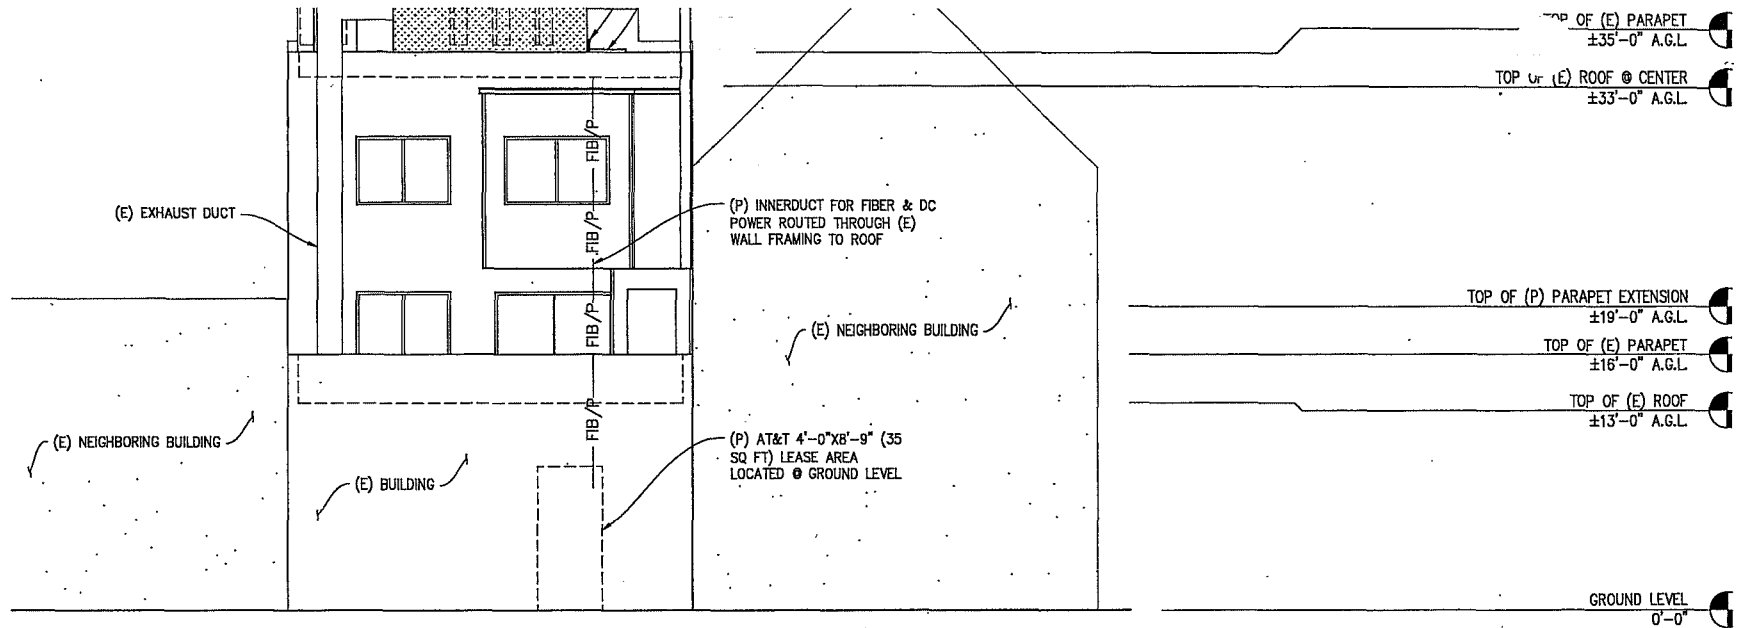 TOP OF (E) PARAPET
±35'-0" A.G.L.
TOP OF (E) ROOF @ CENTER
±33'-0" A.G.L.
FIB/P
(E) EXHAUST DUCT
(P) INNERDUCT FOR FIBER & DC
POWER ROUTED THROUGH (E)
WALL FRAMING TO ROOF
FIB/P
TOP OF (P) PARAPET EXTENSION
±19'-0" A.G.L.
(E) NEIGHBORING BUILDING
FIB/P
TOP OF (E) PARAPET
±16'-0" A.G.L.
TOP OF (E) ROOF
±13'-0" A.G.L.
FIB/P
(E) NEIGHBORING BUILDING
(P) AT&T 4'-0"X8'-9" (35
SQ FT) LEASE AREA
LOCATED @ GROUND LEVEL
(E) BUILDING
GROUND LEVEL
0'-0"